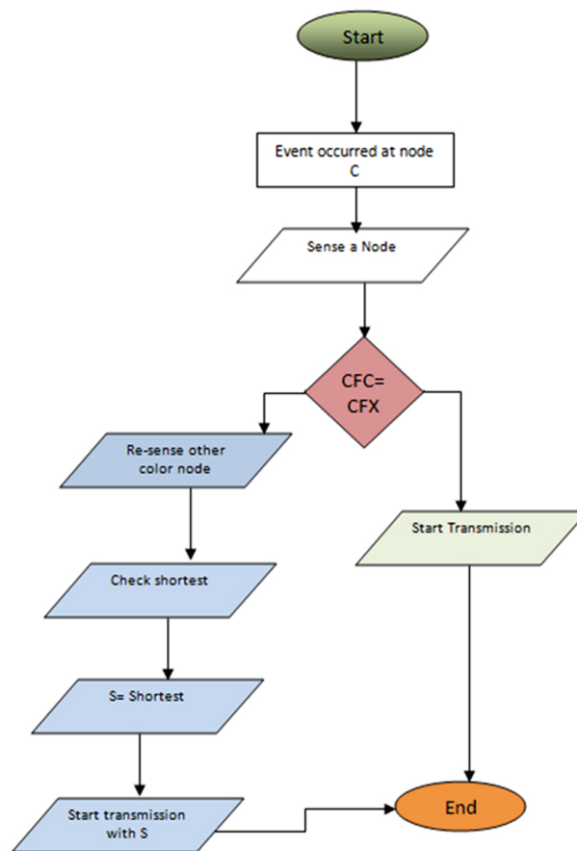 Start
Event occurred at node
C
Sense a Node
CFC=
CFX
Re-sense other
color node
Start Transmission
Check shortest
S= Shortest
Start transmission
with S
End